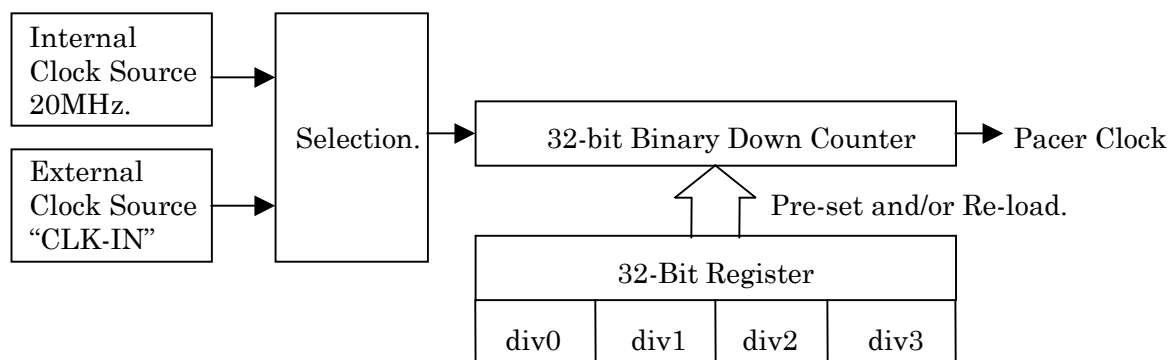 Internal
Clock Source
20MHz.
External
Clock Source
“CLK-IN”
Selection.
32-bit Binary Down Counter
Pacer Clock
Pre-set and/or Re-load.
32-Bit Register
div0 div1 div2 div3